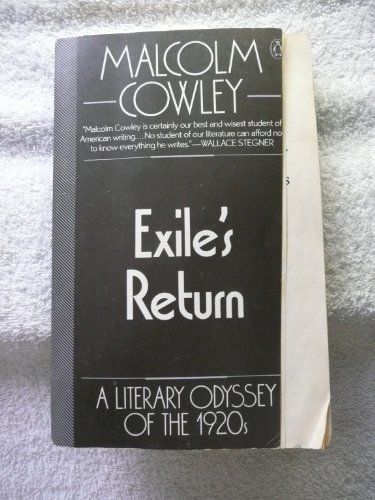 MALCOLM
—COWLEY—
"Malcolm Cowley is certainly our best and wisest student of
American writing.... No student of our literature can afford no
to know everything he writes."—WALLACE STEGNER
Exile's
Return
A LITERARY ODYSSEY
OF THE 1920s